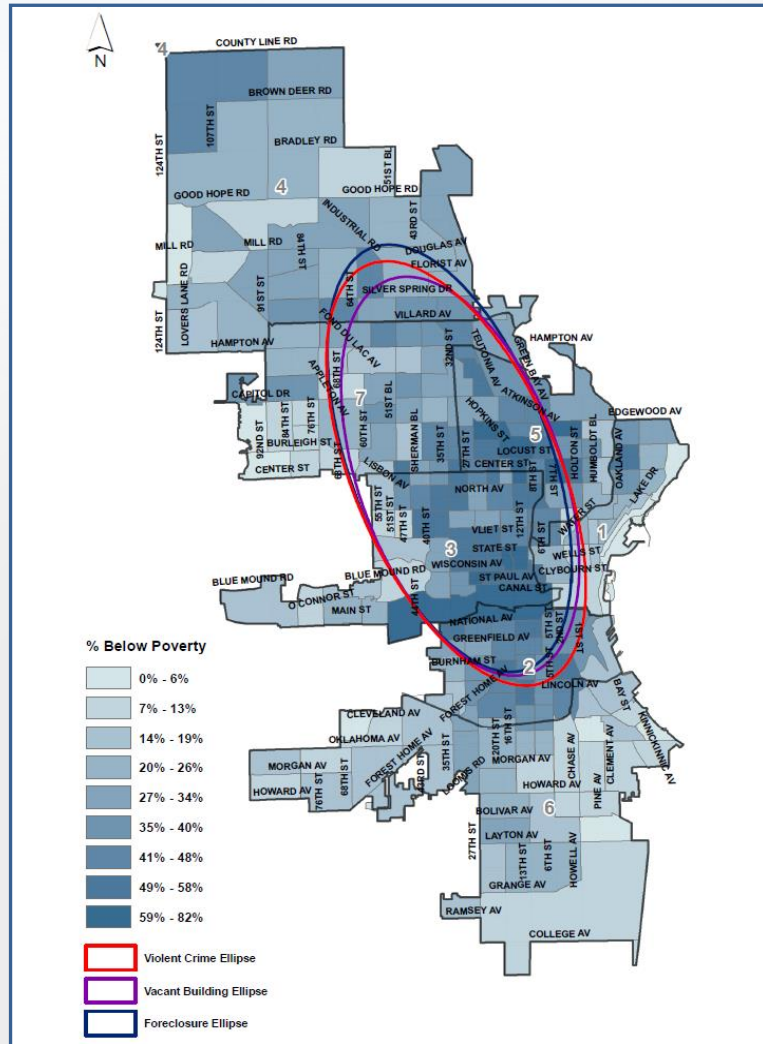 COUNTY LINE RD
4
N
BROWN DEER RD
107TH ST
124TH ST
BRADLEY RD
51ST BL
GOOD HOPE RD
4
GOOD HOPE RD
INDUSTRIAL RD
43RD ST
MILL RD
MILL RD
84TH ST
DOUGLAS AV
FLORIST AV
LOVERS LANE RD
91ST ST
64TH ST
SILVER SPRING DR
124TH ST
VILLARD AV
HAMPTON AV
FOND DU LAC AV
68TH ST
32ND ST
TEUTONIA AV
GREEN BAY AV
HAMPTON AV
CAPITOL DR
APPLETON AV
7
51ST BL
ATKINSON AV
EDGEWOOD AV
92ND ST
84TH ST
76TH ST
BURLEIGH ST
60TH ST
SHERMAN BL
35TH ST
27TH ST
HOPKINS ST
5
LOCUST ST
HOLTON ST
HUMBOLDT BL
OAKLAND AV
CENTER ST
LISBON AV
CENTER ST
18TH ST
7TH ST
LAKE DR
55TH ST
51ST ST
47TH ST
40TH ST
NORTH AV
12TH ST
WATER ST
VLIET ST
6TH ST
1
3
STATE ST
WELLS ST
BLUE MOUND RD
BLUE MOUND RD
WISCONSIN AV
CLYBOURN ST
ST PAUL AV
O CONNOR ST
44TH ST
CANAL ST
MAIN ST
NATIONAL AV
5TH ST
2ND ST
1ST ST
GREENFIELD AV
BURNHAM ST
2
5TH ST
FOREST HOME AV
LINCOLN AV
BAY ST
KINNICKINNIC AV
CLEVELAND AV
OKLAHOMA AV
FOREST HOME AV
35TH ST
20TH ST
16TH ST
MORGAN AV
MORGAN AV
CHASE AV
CLEMENT AV
HOWARD AV
76TH ST
68TH ST
LOOMIS RD
HOWARD AV
PINE AV
BOLIVAR AV
6
27TH ST
LAYTON AV
13TH ST
6TH ST
HOWELL AV
GRANGE AV
RAMSEY AV
COLLEGE AV
% Below Poverty
0% - 6%
7% - 13%
14% - 19%
20% - 26%
27% - 34%
35% - 40%
41% - 48%
49% - 58%
59% - 82%
Violent Crime Ellipse
Vacant Building Ellipse
Foreclosure Ellipse